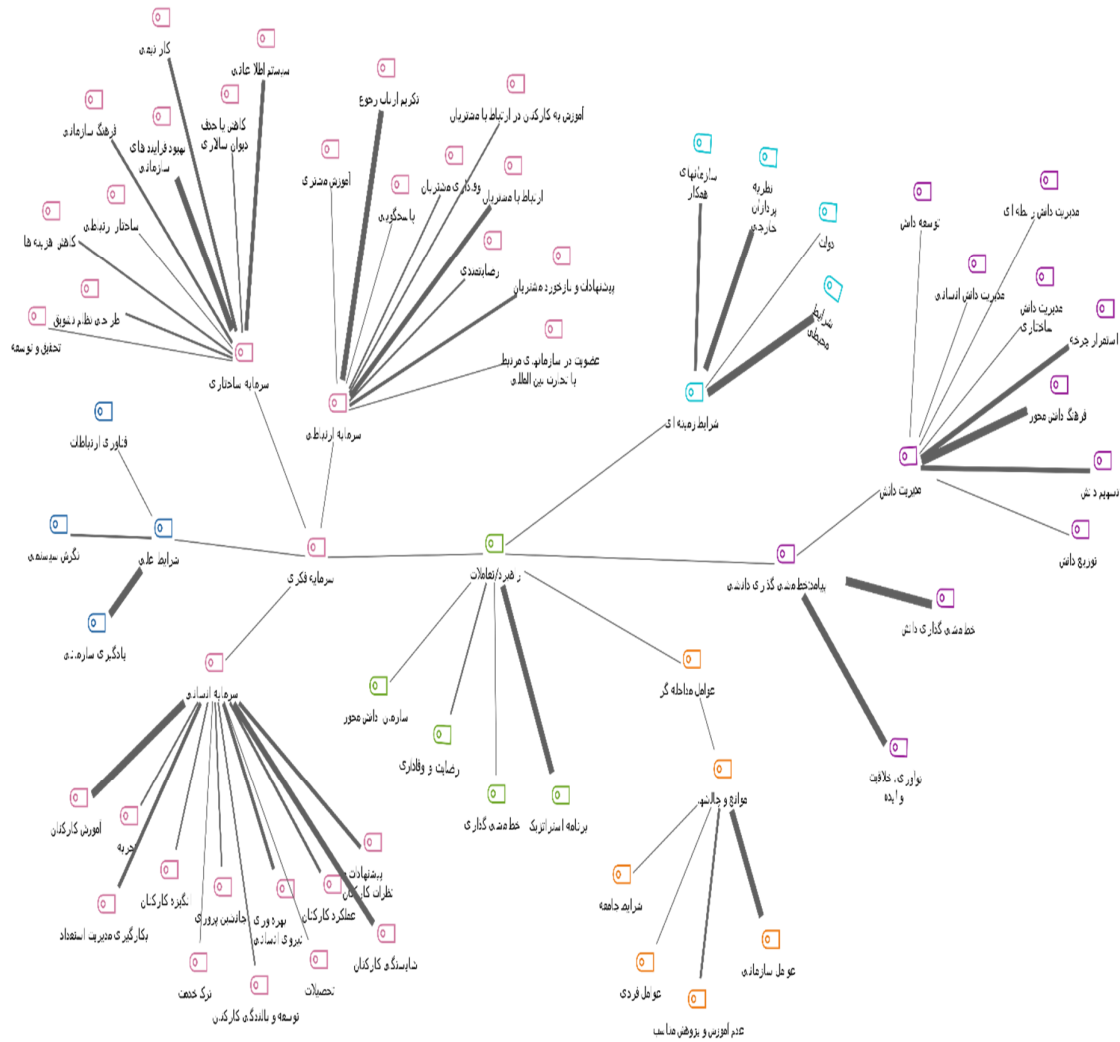 کار تیمی
سیستم اطلاعاتی
فرهنگ سازمانی
بهبود فرایندهای
سازمانی
کاهش یا حذف
دیوان سالاری
ساختار ارتباطی
کاهش هزینه ها
طراحی نظام تشویق
تحقیق و توسعه
سرمایه ساختاری
تکریم ارباب رجوع
آموزش به کارکنان در ارتباط با مشتریان
آموزش مشتری
وفاداری مشتریان
پاسخگویی
ارتباط با مشتریان
رضایتمندی
پیشنهادات و بازخورد مشتریان
عضویت در سازمانهای مرتبط
با تجارت بین المللی
سرمایه ارتباطی
سازمانهای
همکار
نظریه
پردازان
خارجی
دولت
شرایط
محیطی
شرایط زمینه ای
توسعه دانش
مدیریت دانش رابطه ای
مدیریت دانش انسانی
مدیریت دانش
ساختاری
استقرار چرخه
فرهنگ دانش محور
تسهیم دانش
توزیع دانش
مدیریت دانش
فناوری ارتباطات
نگرش سیستمی
شرایط علی
یادگیری سازمانی
سرمایه فکری
راهبرد/تعاملات
پیامد:خط‌مشی گذاری دانشی
خط‌مشی گذاری دانش
نوآوری، خلاقیت
و ایده
سرمایه انسانی
آموزش کارکنان
تجربه
بکارگیری مدیریت استعداد
انگیزه کارکنان
جانشین پروری
بهره وری
نیروی انسانی
عملکرد کارکنان
پیشنهادات و
نظرات کارکنان
شایستگی کارکنان
ترک خدمت
توسعه و بالندگی کارکنان
تحصیلات
سازمان دانش محور
رضایت و وفاداری
خط‌مشی گذاری
برنامه استراتژیک
عوامل مداخله گر
موانع و چالشها
شرایط جامعه
عوامل فردی
عدم آموزش و پژوهش مناسب
عوامل سازمانی